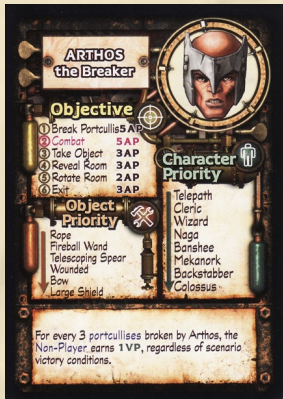 ARTHOS
the Breaker
Objective
1 Break Portcullis 5AP
2 Combat 5AP
3 Take Object 3AP
4 Reveal Room 3AP
5 Rotate Room 2AP
6 Exit 3AP
Character
Priority
Telepath
Cleric
Wizard
Naga
Banshee
Mekanork
Backstabber
Colossus
Object
Priority
Rope
Fireball Wand
Telescoping Spear
Wounded
Bow
Large Shield
For every 3 portcullises broken by Arthos, the
Non-Player earns 1VP, regardless of scenario
victory conditions.